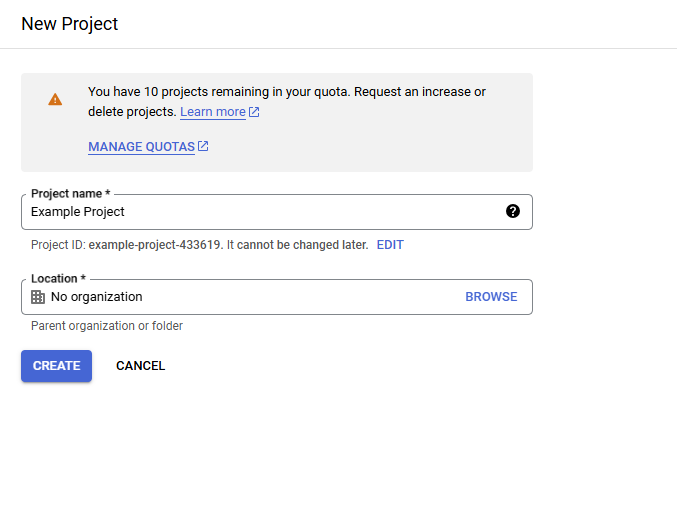 New Project
You have 10 projects remaining in your quota. Request an increase or
delete projects. Learn more
MANAGE QUOTAS
Project name *
Example Project
Project ID: example-project-433619. It cannot be changed later. EDIT
Location *
No organization BROWSE
Parent organization or folder
CREATE CANCEL